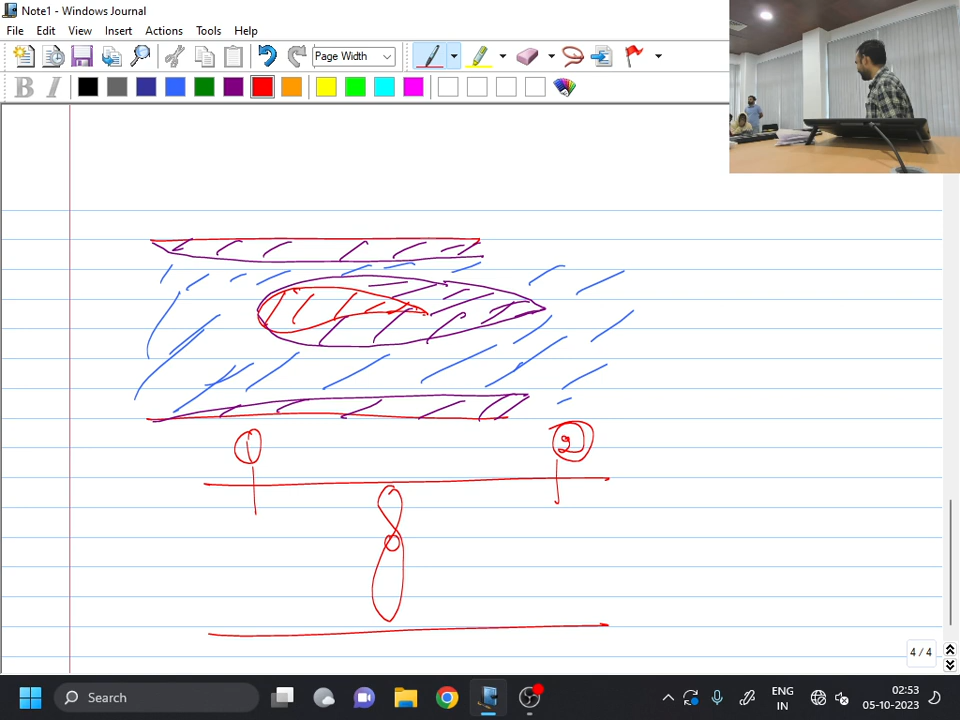 Note1 - Windows Journal
File Edit View Insert Actions Tools Help
Page Width
B I
1
2
4 / 4
Search
ENG
IN
02:53
05-10-2023